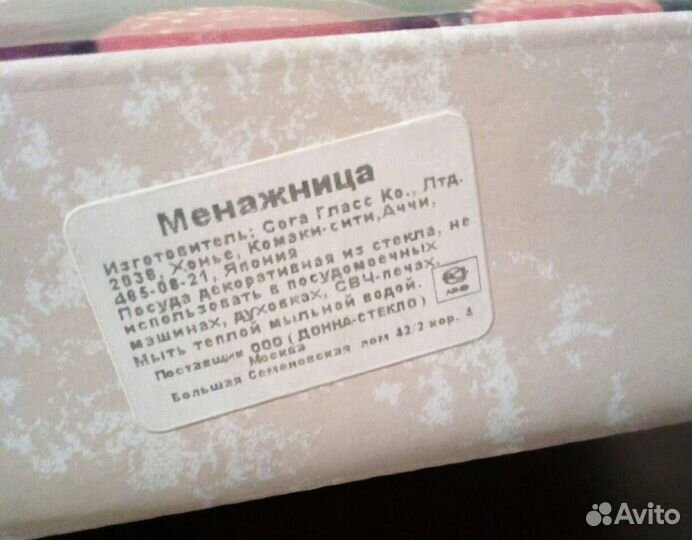 Менажница
Изготовитель: Сога Гласс Ко., Лтд.
2038, Хонье, Комаки-сити, Аччи,
485-08-21, Япония
Посуда декоративная из стекла, не
использовать в посудомоечных
машинах, духовках, СВЧ-печах.
Мыть теплой мыльной водой.
Поставщик ООО (ДОННА-СТЕКЛО)
Москва
Большая Семеновская дом 42/2 кор. 4
Avito